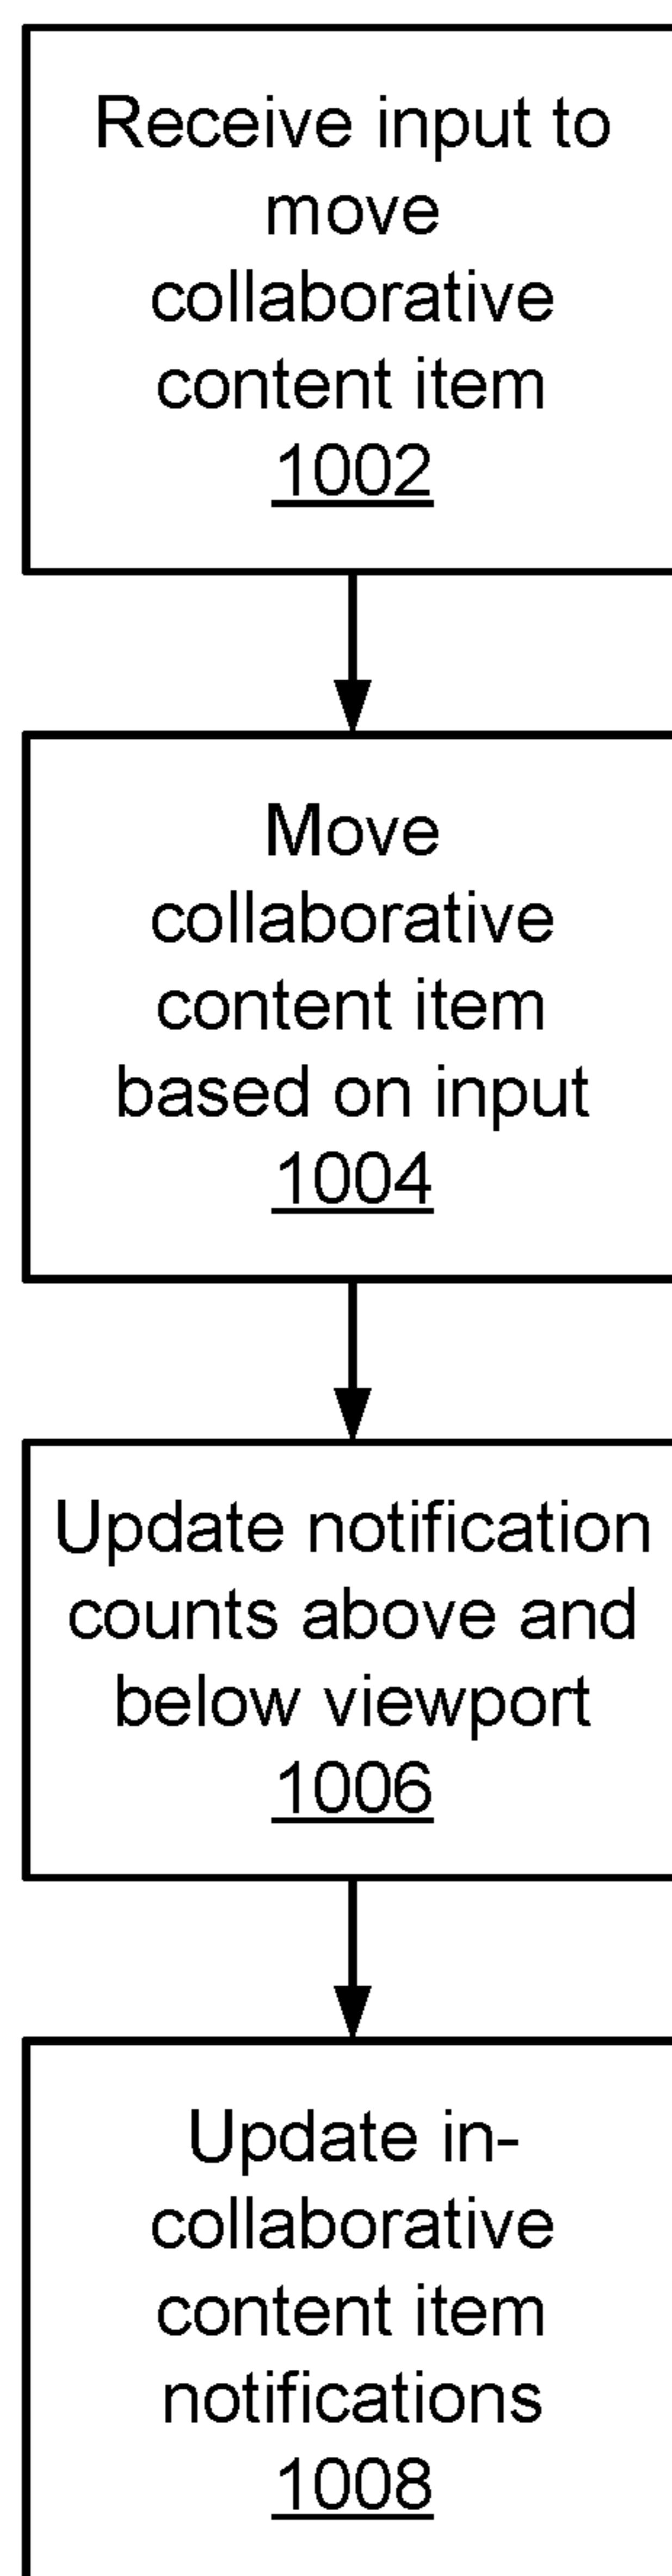 Receive input to
move
collaborative
content item
1002
Move
collaborative
content item
based on input
1004
Update notification
counts above and
below viewport
1006
Update in-
collaborative
content item
notifications
1008